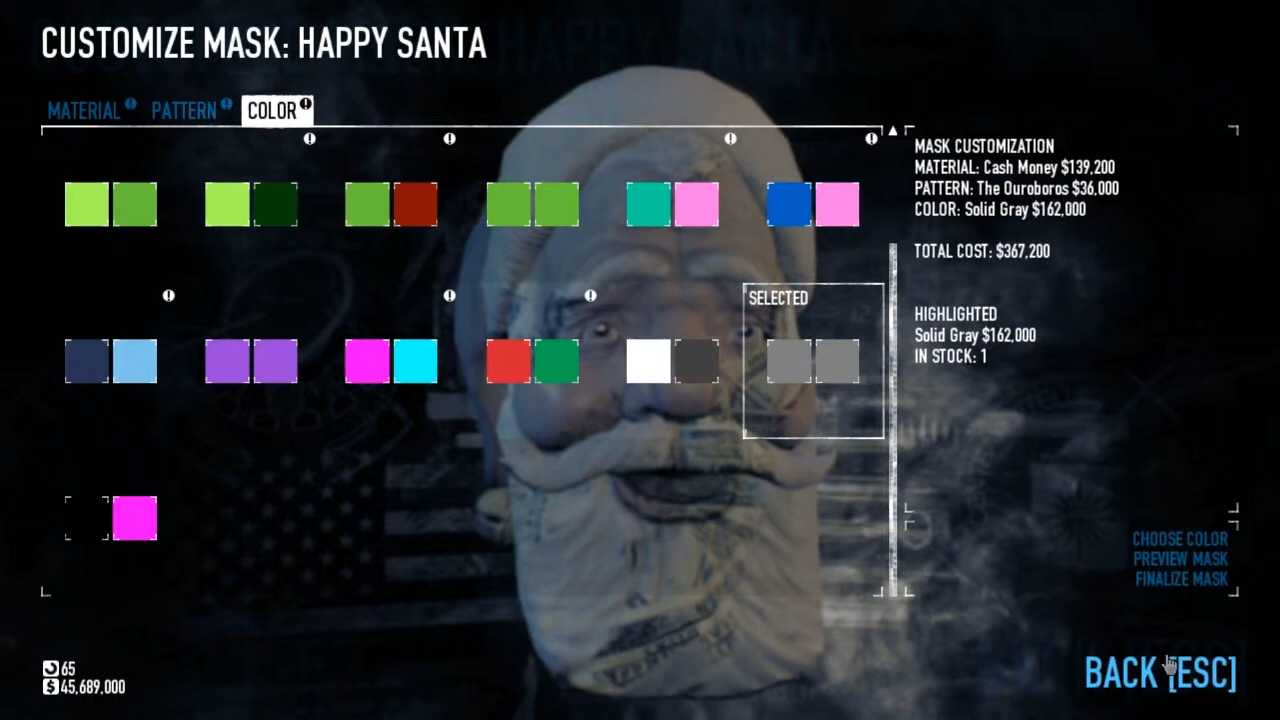 CUSTOMIZE MASK: HAPPY SANTA
MATERIAL PATTERN COLOR
MASK CUSTOMIZATION
MATERIAL: Cash Money $139,200
PATTERN: The Ouroboros $36,000
COLOR: Solid Gray $162,000
TOTAL COST: $367,200
SELECTED
HIGHLIGHTED
Solid Gray $162,000
IN STOCK: 1
CHOOSE COLOR
PREVIEW MASK
FINALIZE MASK
65
45,689,000
BACK [ESC]